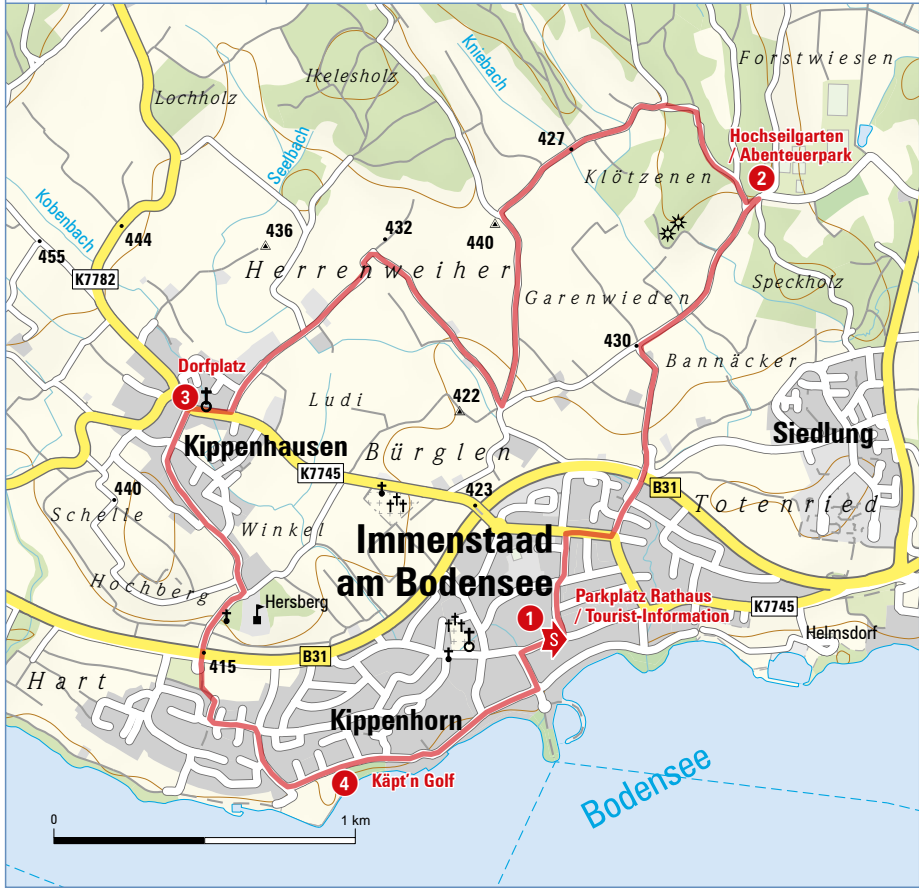 Forstwiesen
Kniebach
Ikelesholz
Lochholz
Hochseilgarten
/ Abenteuerpark
427
Seelbach
Klötzenen
2
Kobenbach
444
432
440
436
455
Herrenweiher
K7782
Speckholz
Garenwieden
430
Bannäcker
Dorfplatz
3
Ludi
422
Siedlung
Kippenhausen
Bürglen
K7745
B31
440
423
Totenried
Schelle
Winkel
Immenstaad
am Bodensee
Hochberg
Hersberg
Parkplatz Rathaus
/ Tourist-Information
K7745
1
S
Helmsdorf
415
B31
Hart
Kippenhorn
Käpt'n Golf
4
Bodensee
0
1 km